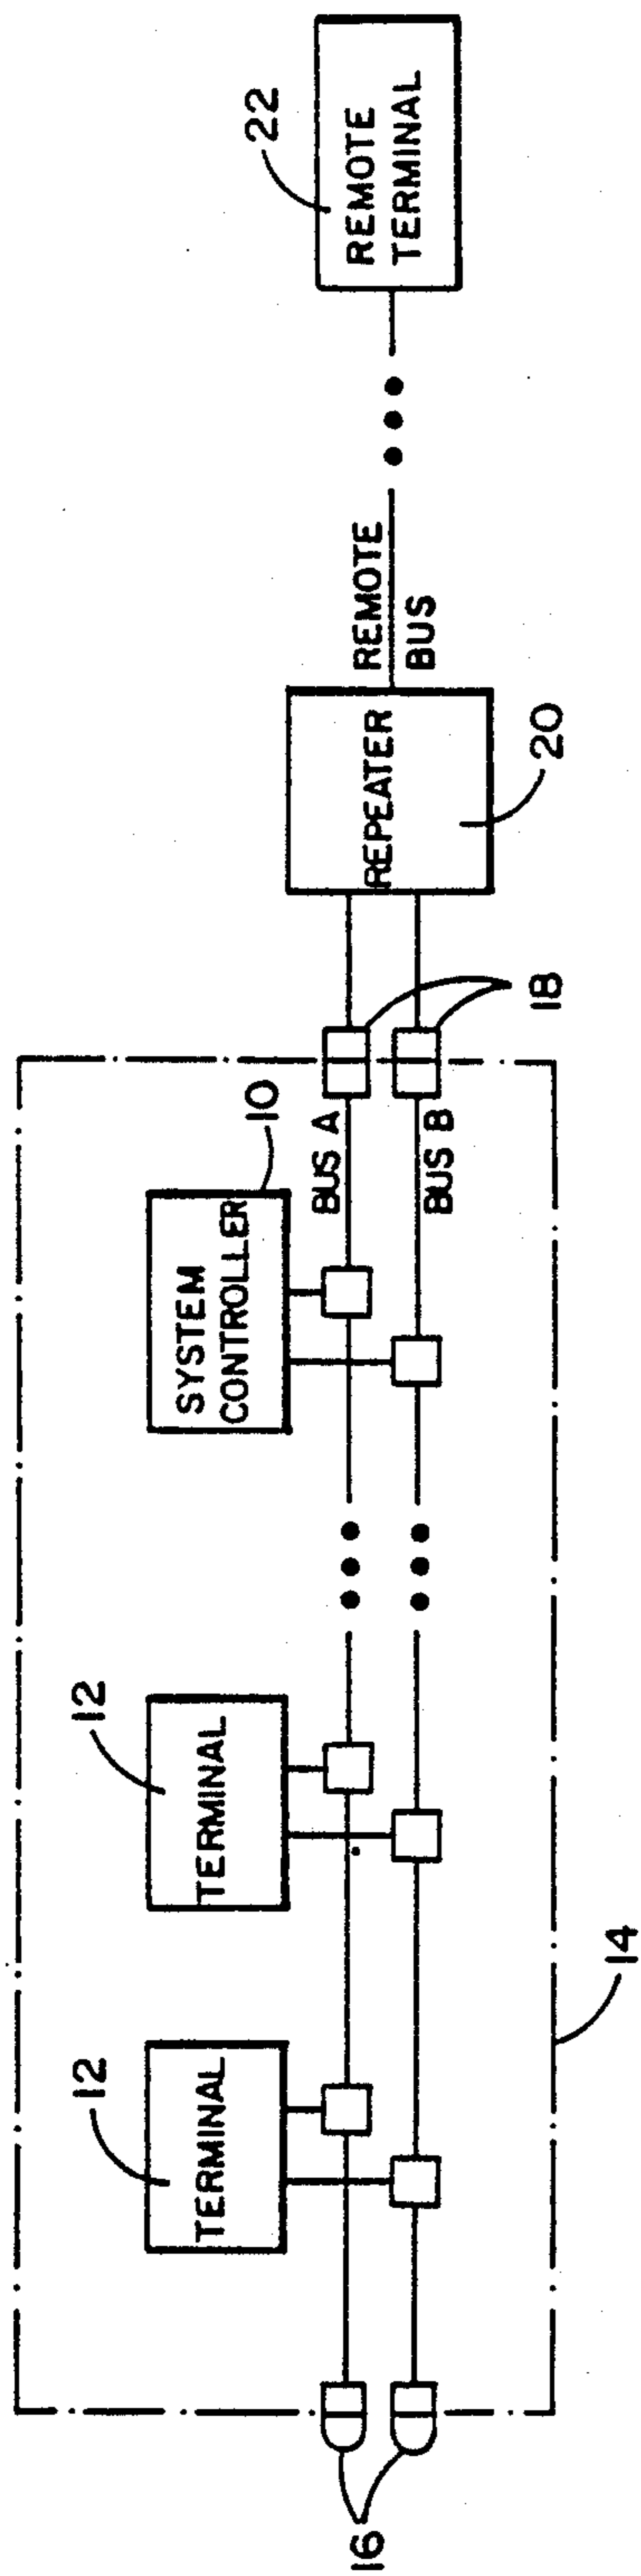 12
TERMINAL
12
TERMINAL
SYSTEM
CONTROLLER
10
BUS A
BUS B
16
14
18
REPEATER
20
REMOTE
BUS
22
REMOTE
TERMINAL